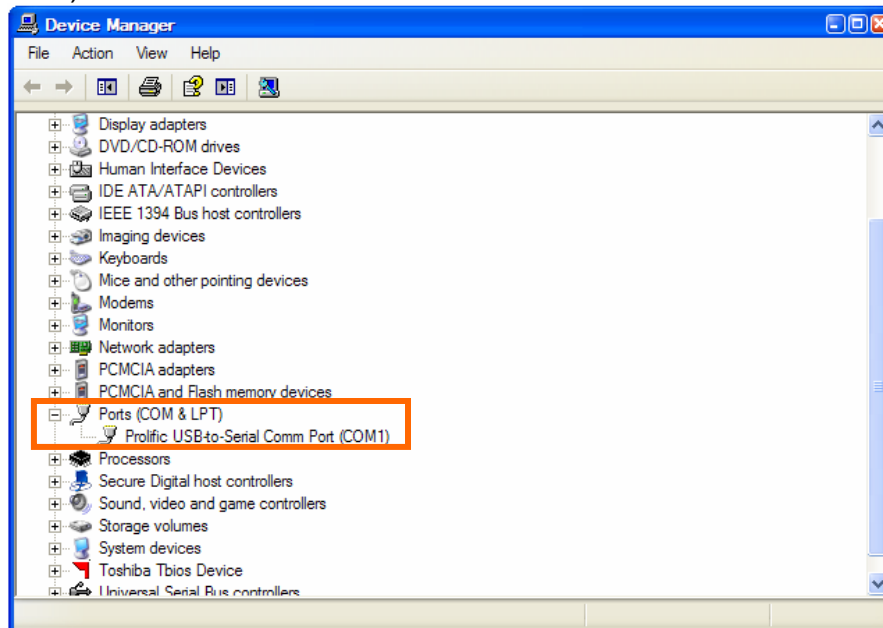 Device Manager
File Action View Help
Display adapters
DVD/CD-ROM drives
Human Interface Devices
IDE ATA/ATAPI controllers
IEEE 1394 Bus host controllers
Imaging devices
Keyboards
Mice and other pointing devices
Modems
Monitors
Network adapters
PCMCIA adapters
PCMCIA and Flash memory devices
Ports (COM & LPT)
Prolific USB-to-Serial Comm Port (COM1)
Processors
Secure Digital host controllers
Sound, video and game controllers
Storage volumes
System devices
Toshiba Tbios Device
Universal Serial Bus controllers